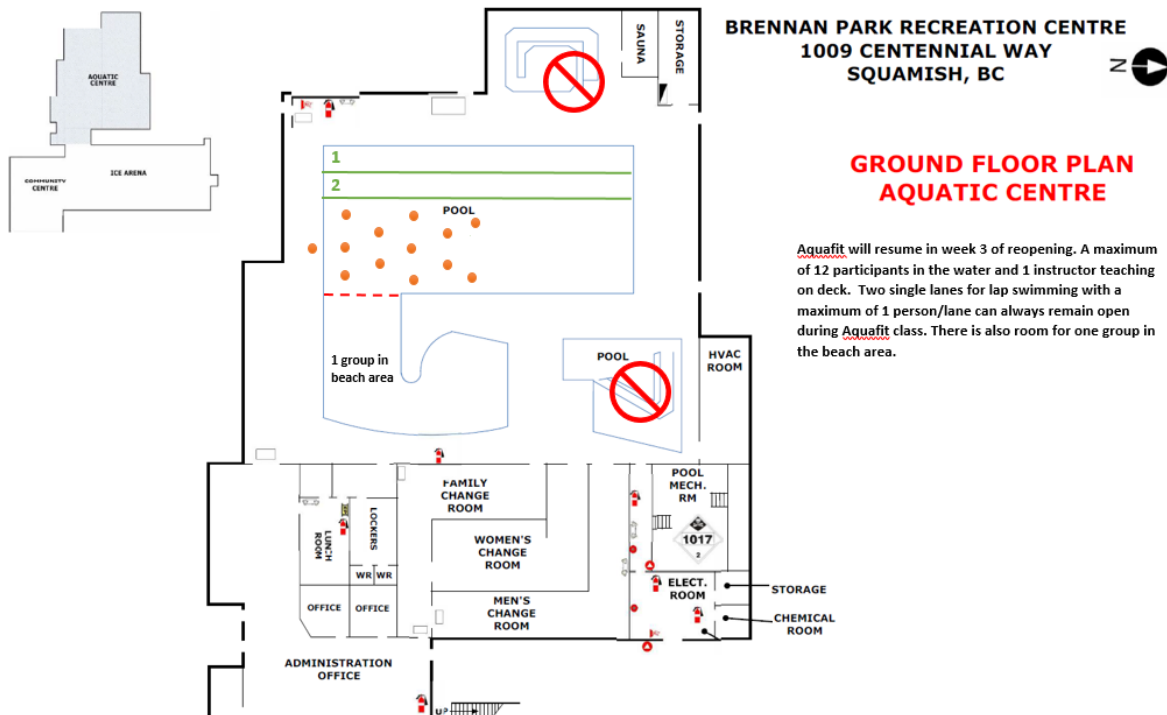 BRENNAN PARK RECREATION CENTRE
1009 CENTENNIAL WAY
SQUAMISH, BC
N
GROUND FLOOR PLAN
AQUATIC CENTRE
Aquafit will resume in week 3 of reopening. A maximum
of 12 participants in the water and 1 instructor teaching
on deck. Two single lanes for lap swimming with a
maximum of 1 person/lane can always remain open
during Aquafit class. There is also room for one group in
the beach area.
AQUATIC
CENTRE
ICE ARENA
COMMUNITY
CENTRE
SAUNA
STORAGE
1
2
POOL
1 group in
beach area
POOL
HVAC
ROOM
FAMILY
CHANGE
ROOM
POOL
MECH.
RM
1017
2
LUNCH
ROOM
LOCKERS
WOMEN'S
CHANGE
ROOM
WR WR
OFFICE
OFFICE
MEN'S
CHANGE
ROOM
ELECT.
ROOM
STORAGE
CHEMICAL
ROOM
ADMINISTRATION
OFFICE
UP